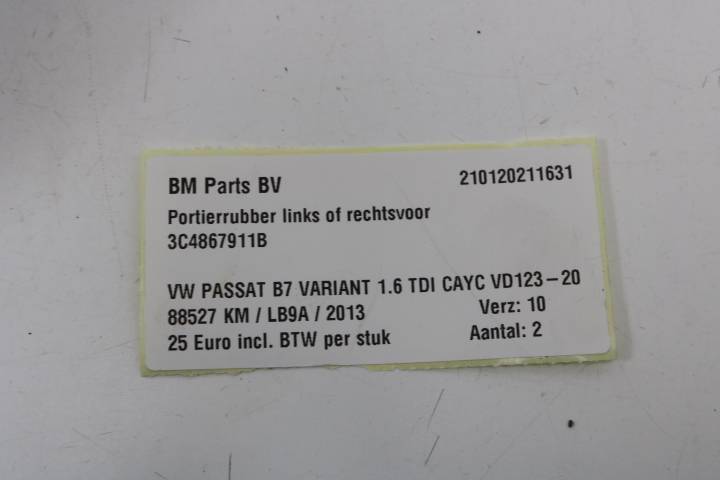 BM Parts BV 210120211631
Portierrubber links of rechtsvoor
3C4867911B
VW PASSAT B7 VARIANT 1.6 TDI CAYC VD123-20
88527 KM / LB9A / 2013 Verz: 10
25 Euro incl. BTW per stuk Aantal: 2